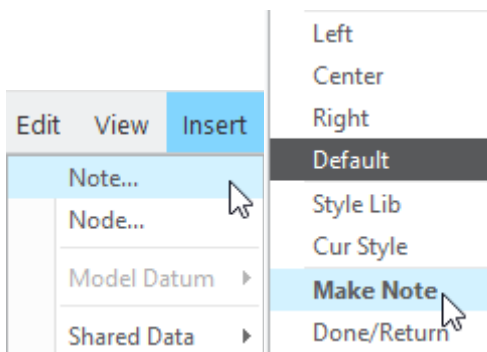 Edit View Insert
Note...
Node...
Model Datum
Shared Data
Left
Center
Right
Default
Style Lib
Cur Style
Make Note
Done/Return